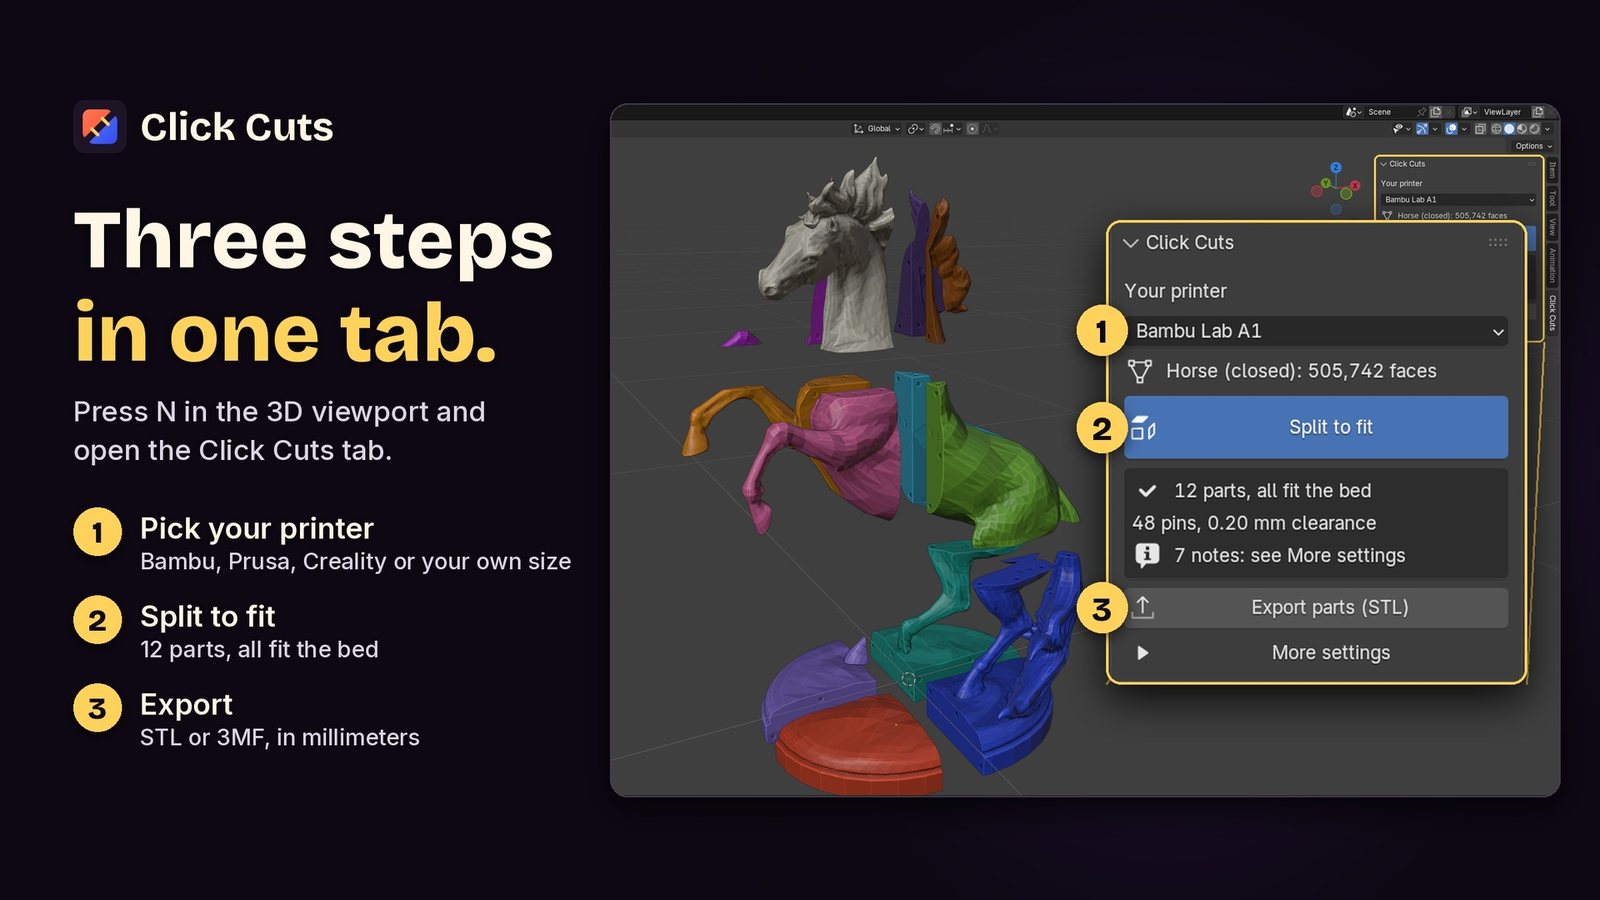 Click Cuts
Three steps
in one tab.
Press N in the 3D viewport and
open the Click Cuts tab.
1
Pick your printer
Bambu, Prusa, Creality or your own size
2
Split to fit
12 parts, all fit the bed
3
Export
STL or 3MF, in millimeters
Scene
ViewLayer
Global
Options
Z
Y
X
Click Cuts
Your printer
Bambu Lab A1
Horse (closed): 505,742 faces
Item
Tool
View
Animation
Click Cuts
Click Cuts
Your printer
1
Bambu Lab A1
Horse (closed): 505,742 faces
2
Split to fit
12 parts, all fit the bed
48 pins, 0.20 mm clearance
7 notes: see More settings
3
Export parts (STL)
More settings